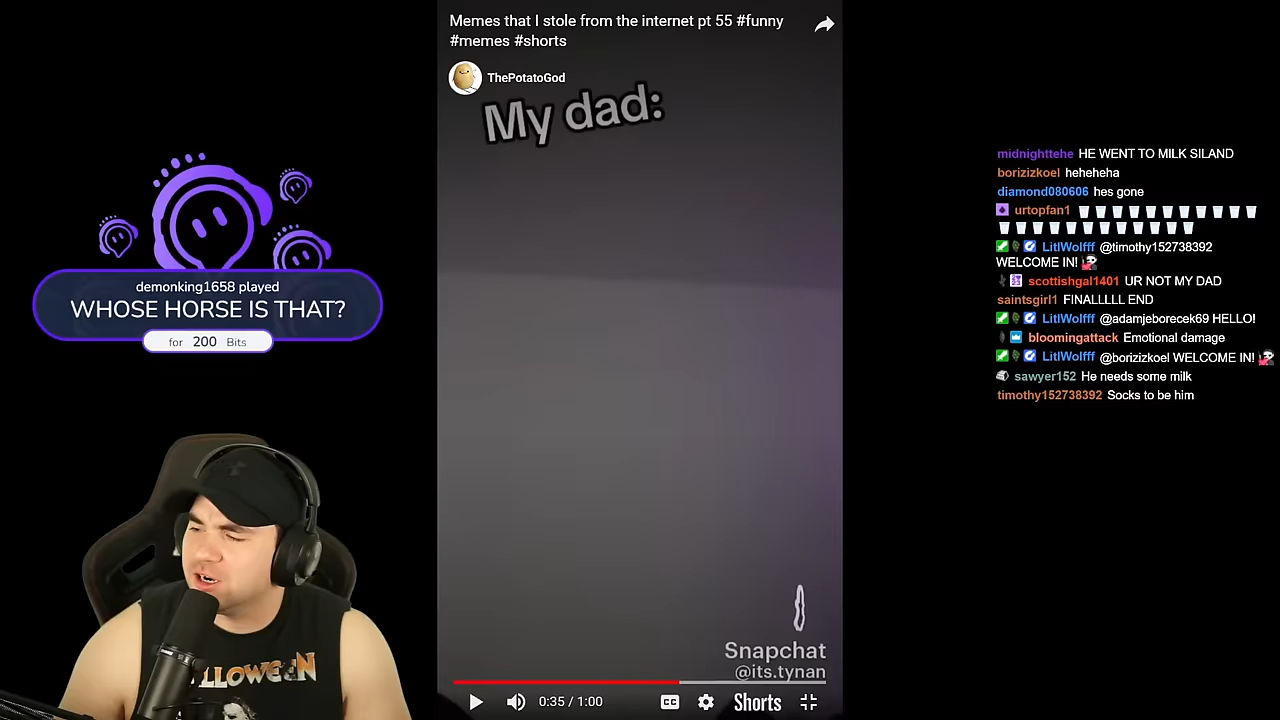 Memes that I stole from the internet pt 55 #funny
#memes #shorts
ThePotatoGod
My dad:
demonking1658 played
WHOSE HORSE IS THAT?
for 200 Bits
midnighttehe HE WENT TO MILK SILAND
borizizkoel heheheha
diamond080606 hes gone
urtopfan1
LitlWolfff @timothy152738392
WELCOME IN!
scottishgal1401 UR NOT MY DAD
saintsgirl1 FINALLLLL END
LitlWolfff @adamjeborecek69 HELLO!
bloomingattack Emotional damage
LitlWolfff @borizizkoel WELCOME IN!
sawyer152 He needs some milk
timothy152738392 Socks to be him
Snapchat
@its.tynan
0:35 / 1:00
CC
Shorts